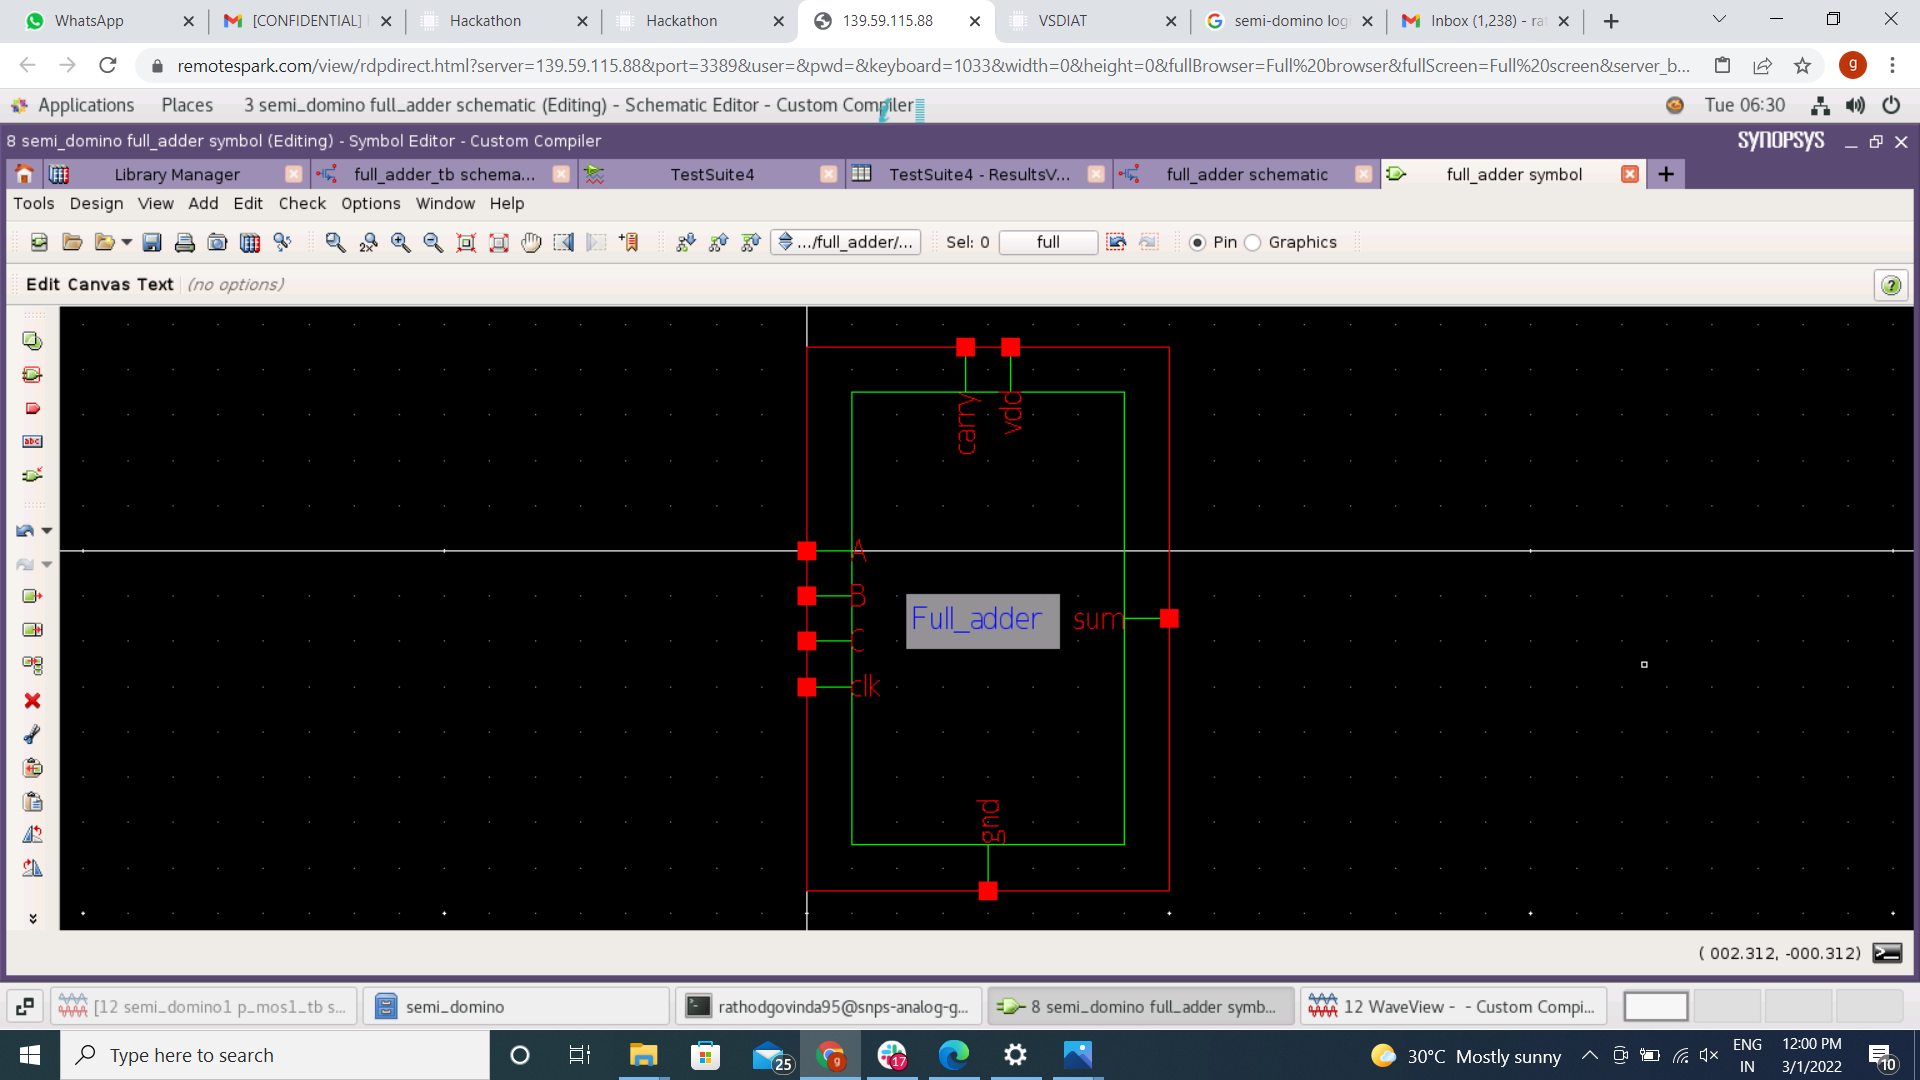 WhatsApp
[CONFIDENTIAL]
Hackathon
Hackathon
139.59.115.88
VSDIAT
semi-domino log
Inbox (1,238) - rat
remotespark.com/view/rdpdirect.html?server=139.59.115.88&port=3389&user=&pwd=&keyboard=1033&width=0&height=0&fullBrowser=Full%20browser&fullScreen=Full%20screen&server_b...
g
Applications Places 3 semi_domino full_adder schematic (Editing) - Schematic Editor - Custom Compiler
Tue 06:30
8 semi_domino full_adder symbol (Editing) - Symbol Editor - Custom Compiler
SYNOPSYS
Library Manager
full_adder_tb schema...
TestSuite4
TestSuite4 - ResultsV...
full_adder schematic
full_adder symbol
Tools Design View Add Edit Check Options Window Help
.../full_adder/...
Sel: 0
full
Pin
Graphics
Edit Canvas Text (no options)
carry
vdd
A
B
C
clk
Full_adder
sum
gnd
( 002.312, -000.312)
[12 semi_domino1 p_mos1_tb s...
semi_domino
rathodgovinda95@snps-analog-g...
8 semi_domino full_adder symb...
12 WaveView - - Custom Compi...
Type here to search
25
g
17
30°C Mostly sunny
ENG
IN
12:00 PM
3/1/2022
10